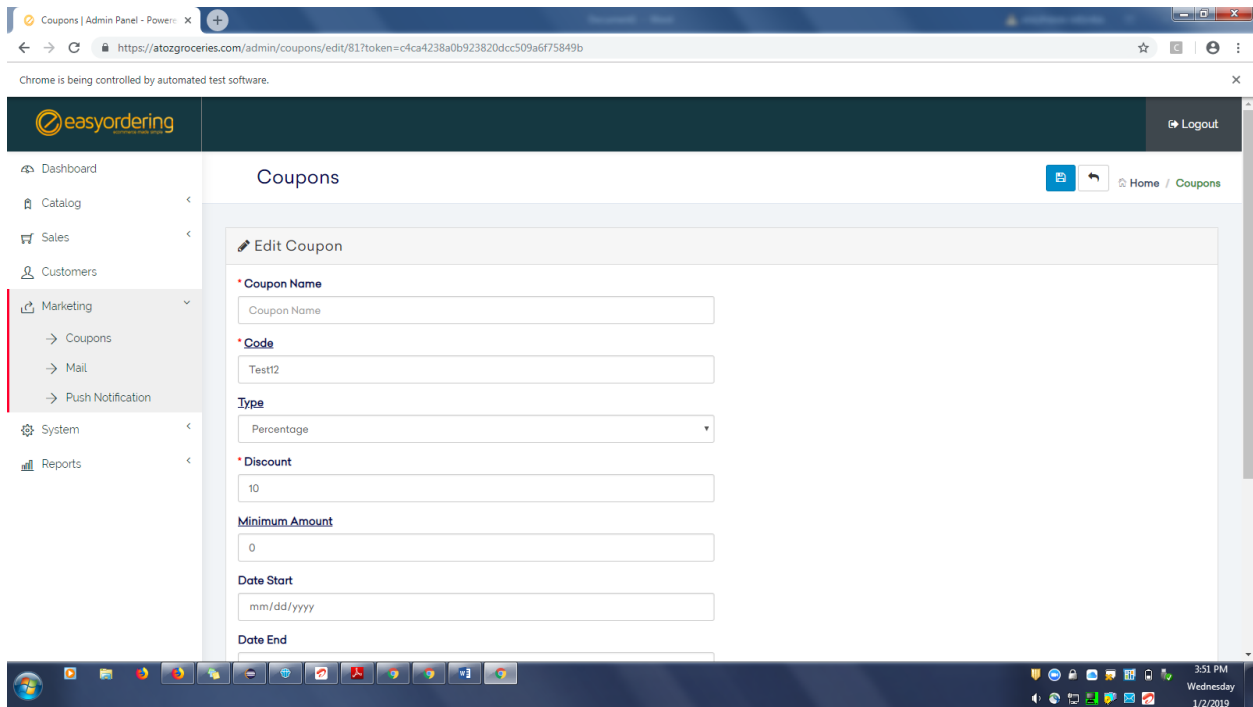 Coupons | Admin Panel - Powere
https://atozgroceries.com/admin/coupons/edit/81?token=c4ca4238a0b923820dcc509a6f75849b
Chrome is being controlled by automated test software.
easyordering
Logout
Dashboard
Catalog
Sales
Customers
Marketing
Coupons
Mail
Push Notification
System
Reports
Coupons
Home / Coupons
Edit Coupon
* Coupon Name
Coupon Name
* Code
Test12
Type
Percentage
* Discount
10
Minimum Amount
0
Date Start
mm/dd/yyyy
Date End
3:51 PM
Wednesday
1/2/2019